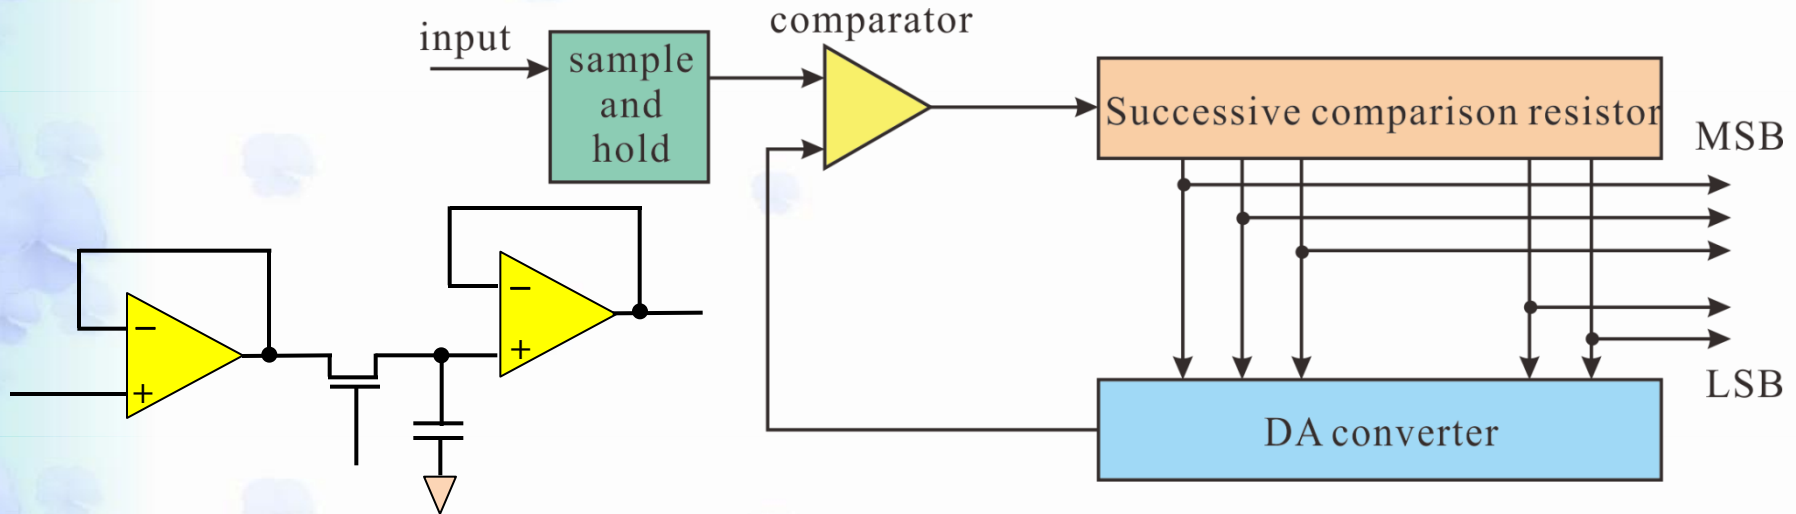 input
sample
and
hold
comparator
Successive comparison resistor
MSB
LSB
DA converter
−
+
−
+